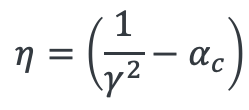 η = (1/γ² − α_c)